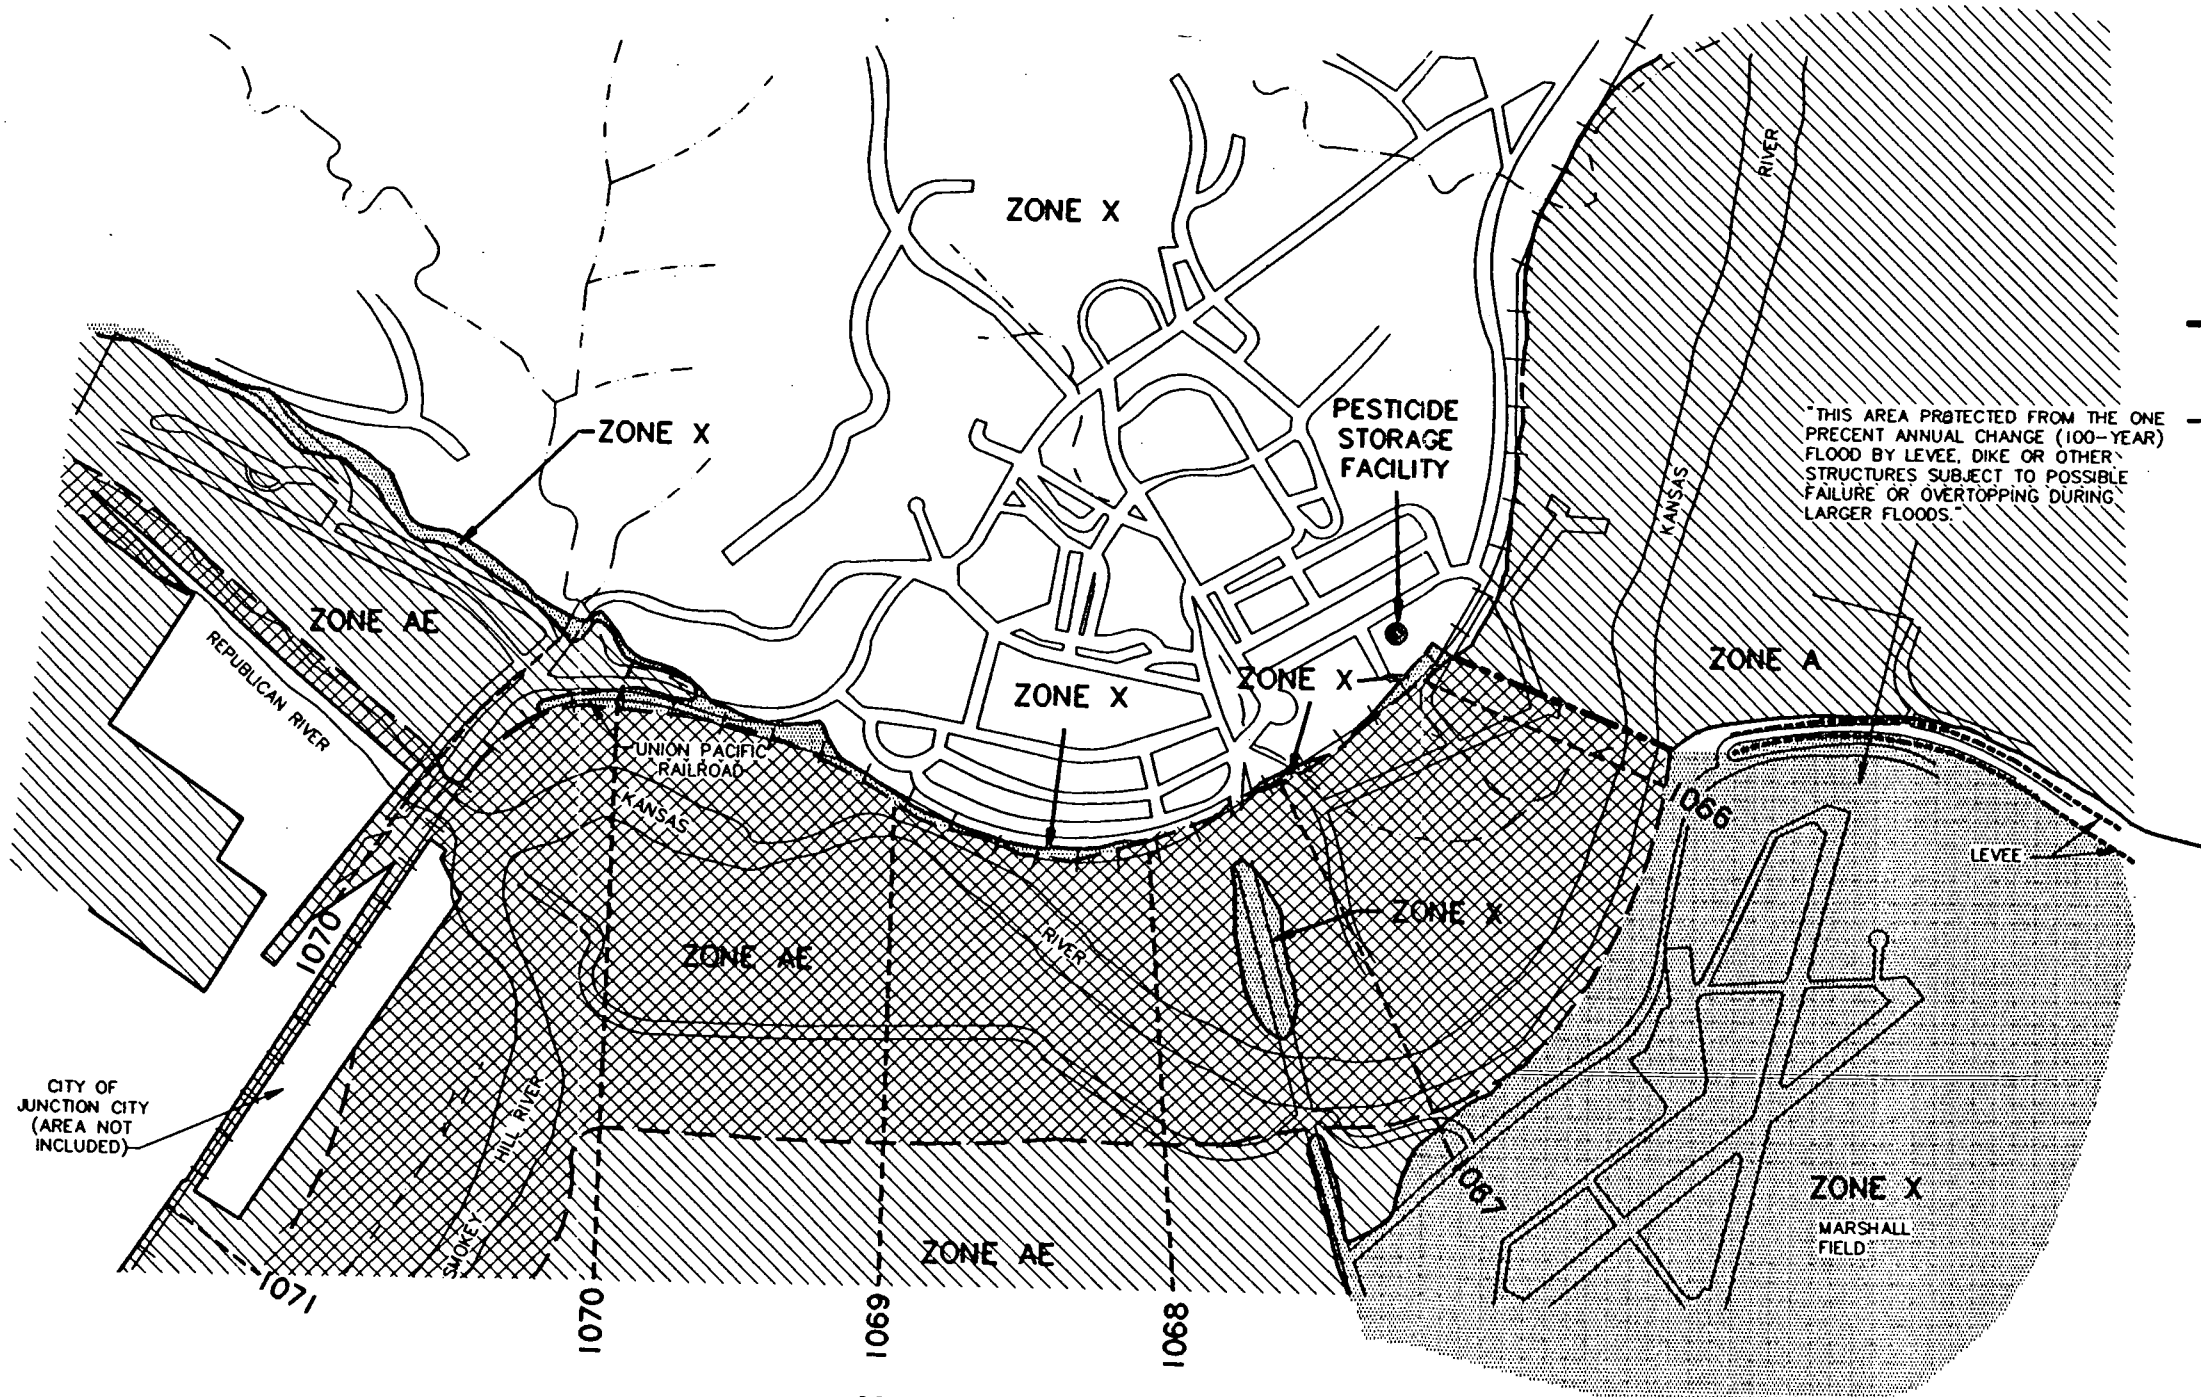 RIVER
ZONE X
PESTICIDE
STORAGE
FACILITY
"THIS AREA PROTECTED FROM THE ONE
PRECENT ANNUAL CHANGE (100-YEAR)
FLOOD BY LEVEE, DIKE OR OTHER
STRUCTURES SUBJECT TO POSSIBLE
FAILURE OR OVERTOPPING DURING
LARGER FLOODS."
ZONE X
KANSAS
ZONE AE
REPUBLICAN RIVER
ZONE A
ZONE X
ZONE X
UNION PACIFIC
RAILROAD
KANSAS
1066
LEVEE
1070
ZONE AE
RIVER
ZONE X
CITY OF
JUNCTION CITY
(AREA NOT
INCLUDED)
SMOKEY HILL RIVER
1067
ZONE X
MARSHALL
FIELD
ZONE AE
1071
1070
1069
1068